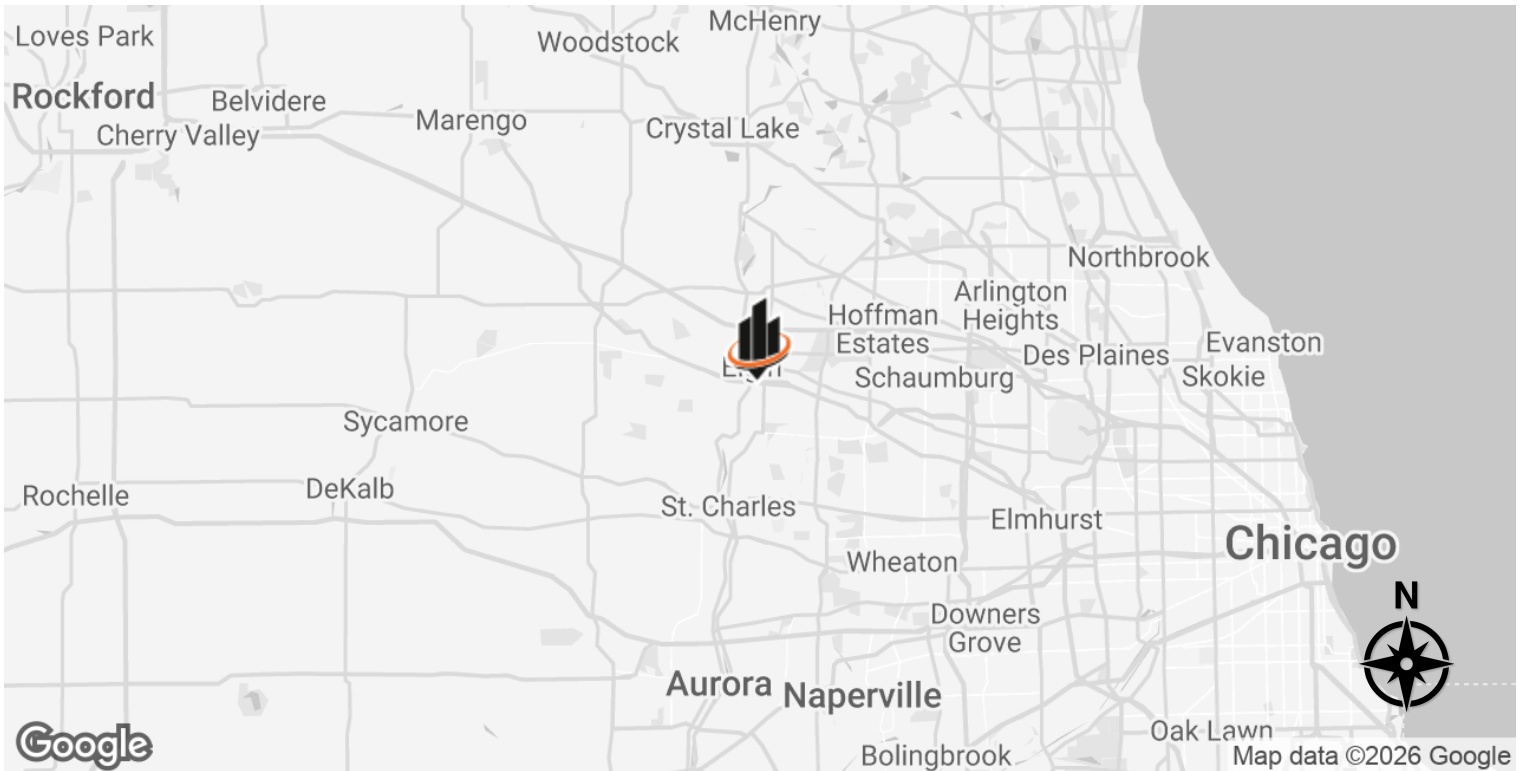 McHenry
Loves Park
Woodstock
Rockford
Belvidere
Marengo
Crystal Lake
Cherry Valley
Northbrook
Arlington
Heights
Hoffman
Estates
Evanston
Des Plaines
Schaumburg
Skokie
Sycamore
DeKalb
Rochelle
St. Charles
Elmhurst
Chicago
Wheaton
N
Downers
Grove
Aurora
Naperville
Oak Lawn
Bolingbrook
Google
Map data ©2026 Google